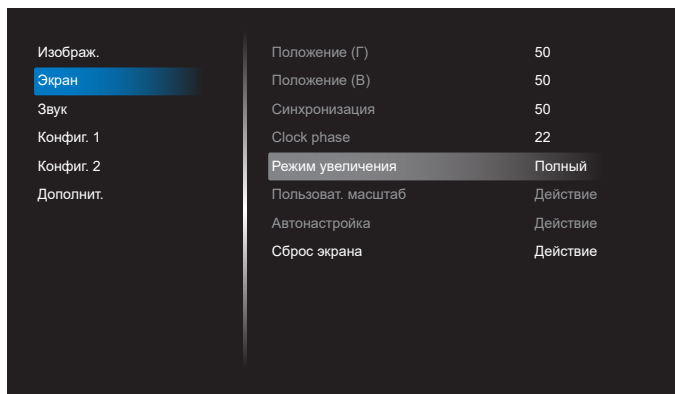 Изображ.
Экран
Звук
Конфиг. 1
Конфиг. 2
Дополнит.
Положение (Г) 50
Положение (В) 50
Синхронизация 50
Clock phase 22
Режим увеличения Полный
Пользоват. масштаб Действие
Автонастройка Действие
Сброс экрана Действие